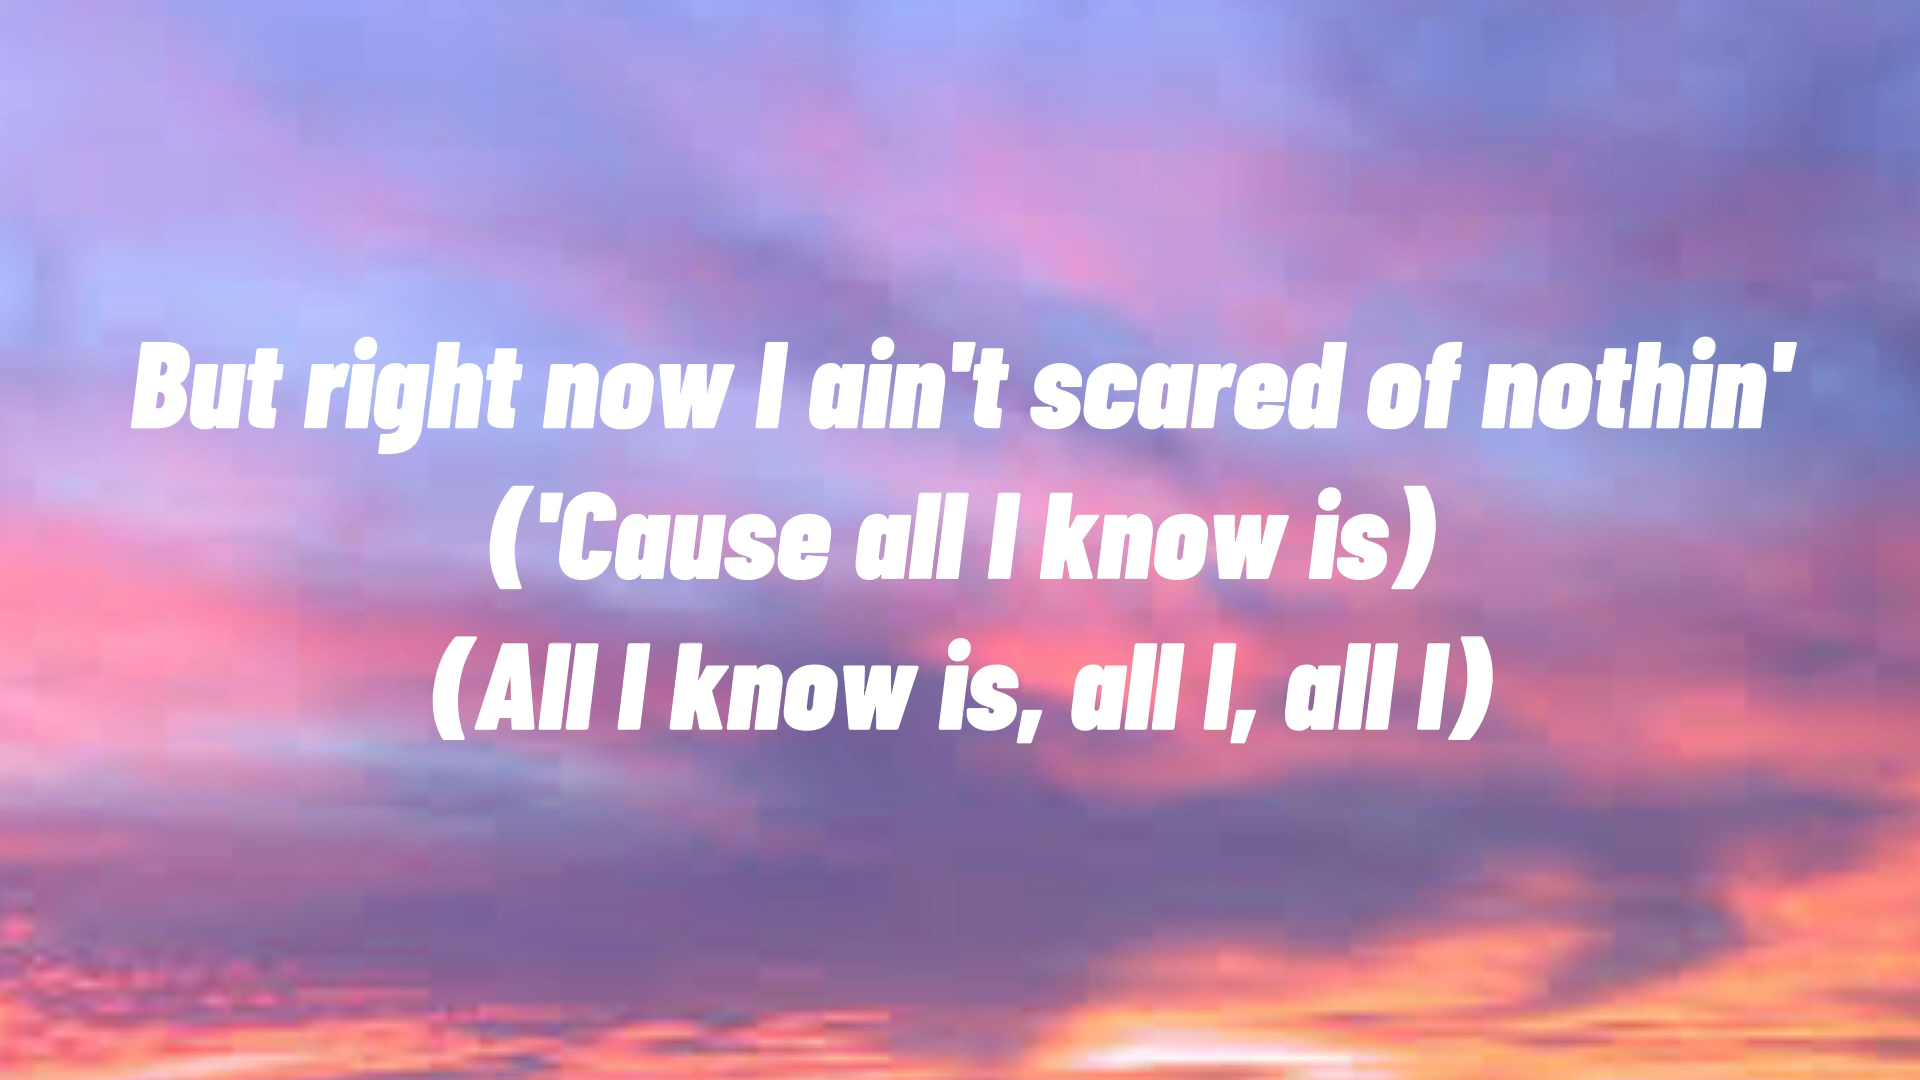 But right now I ain't scared of nothin'
('Cause all I know is)
(All I know is, all I, all I)